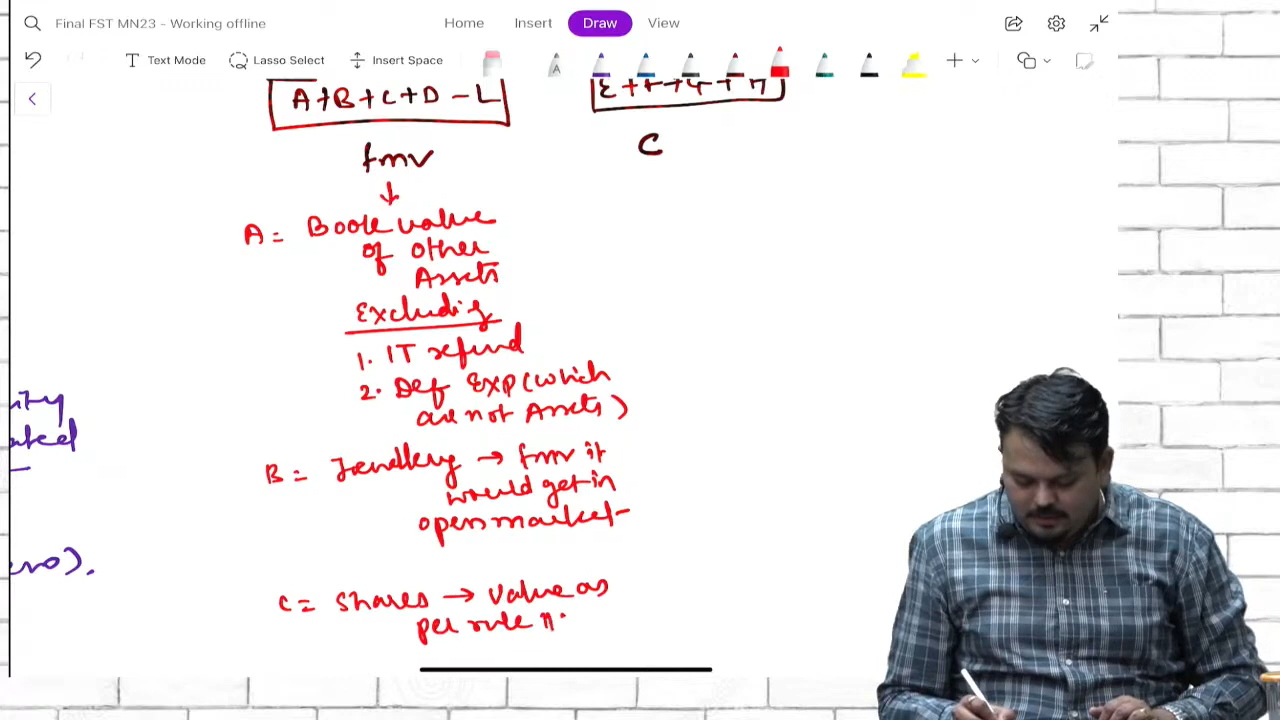 Final FST MN23 - Working offline
Home Insert Draw View
Text Mode Lasso Select Insert Space
A+B+C+D-L
E+F+G+H
fmv
C
A = Book value
of other
Assets
Excluding
1. IT refund
2. Def Exp (which
are not Assets)
B = Jewellery → fmv it
would get in
open market
C = shares → value as
per rule 11.